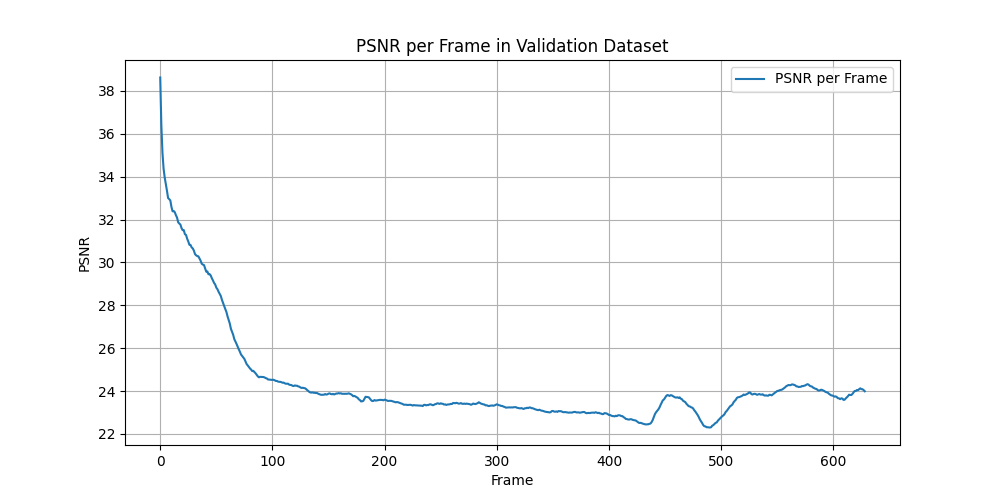 PSNR per Frame in Validation Dataset
PSNR per Frame
PSNR
38
36
34
32
30
28
26
24
22
0 100 200 300 400 500 600
Frame